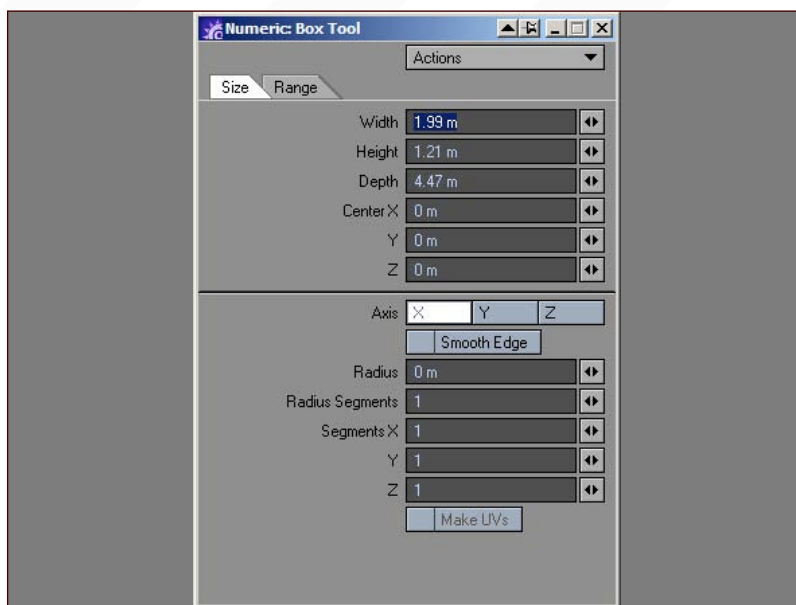 Numeric: Box Tool
Actions
Size Range
Width 1.99 m
Height 1.21 m
Depth 4.47 m
Center X 0 m
Y 0 m
Z 0 m
Axis X Y Z
Smooth Edge
Radius 0 m
Radius Segments 1
Segments X 1
Y 1
Z 1
Make UVs